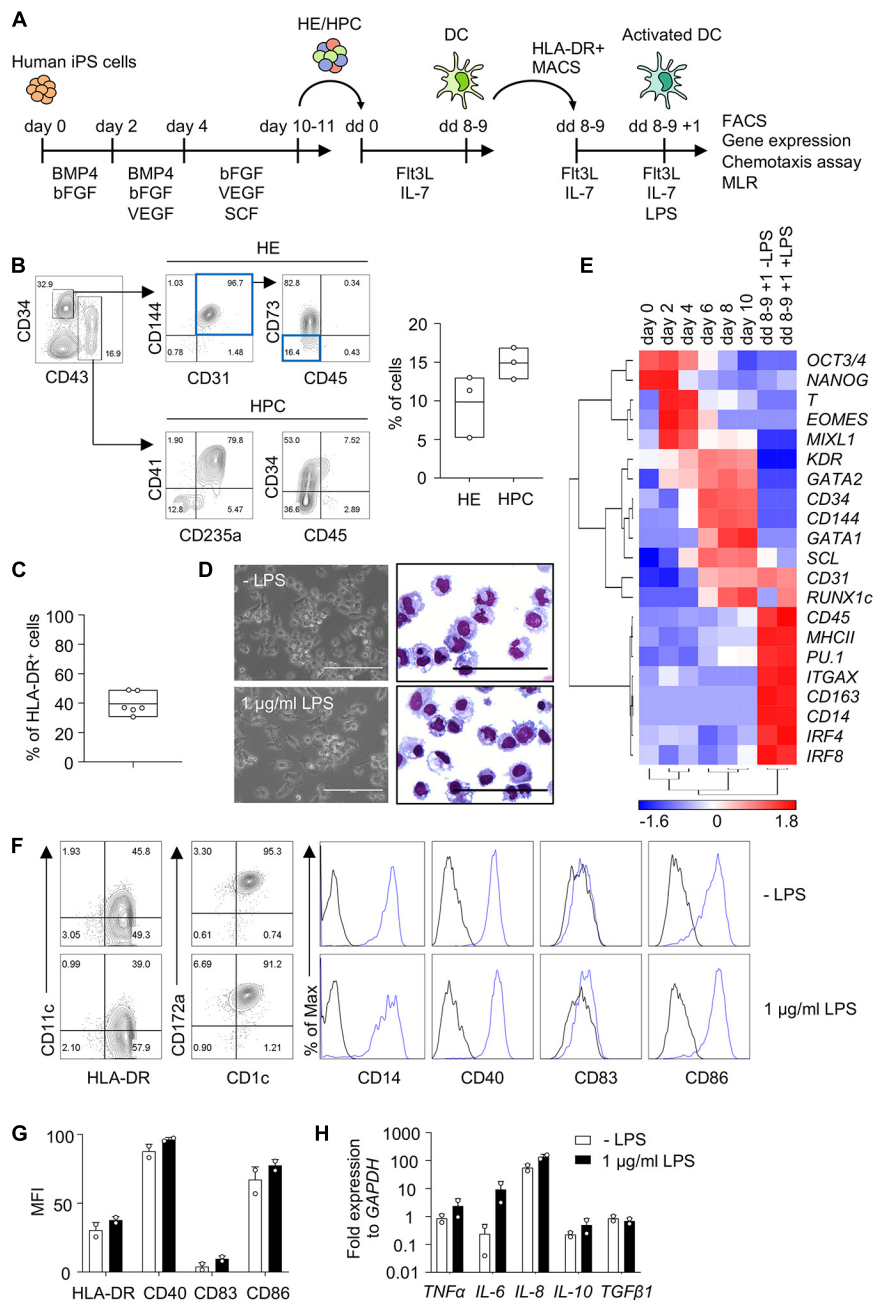 A
HE/HPC
DC
Activated DC
Human iPS cells
HLA-DR+
MACS
day 0
day 2
day 4
day 10-11
dd 0
dd 8-9
dd 8-9
dd 8-9 +1
BMP4
bFGF
BMP4
bFGF
VEGF
bFGF
VEGF
SCF
Flt3L
IL-7
Flt3L
IL-7
Flt3L
IL-7
LPS
FACS
Gene expression
Chemotaxis assay
MLR
B
HE
CD34
32.9
16.9
CD43
CD144
1.03
96.7
0.78
1.48
CD31
CD73
82.8
0.34
16.4
0.43
CD45
HPC
CD41
1.90
79.8
12.8
5.47
CD235a
CD34
53.0
7.52
36.6
2.89
CD45
% of cells
20
15
10
5
0
HE
HPC
C
% of HLA-DR+ cells
100
80
60
40
20
0
D
- LPS
1 µg/ml LPS
E
day 0
day 2
day 4
day 6
day 8
day 10
dd 8-9 +1 -LPS
dd 8-9 +1 +LPS
OCT3/4
NANOG
T
EOMES
MIXL1
KDR
GATA2
CD34
CD144
GATA1
SCL
CD31
RUNX1c
CD45
MHCII
PU.1
ITGAX
CD163
CD14
IRF4
IRF8
-1.6
0
1.8
F
CD11c
1.93
45.8
3.05
49.3
0.99
39.0
2.10
57.9
HLA-DR
CD172a
3.30
95.3
0.61
0.74
6.69
91.2
0.90
1.21
CD1c
% of Max
CD14
CD40
CD83
CD86
- LPS
1 µg/ml LPS
G
MFI
100
50
0
HLA-DR
CD40
CD83
CD86
H
Fold expression
to GAPDH
1000
100
10
1
0.1
0.01
- LPS
1 µg/ml LPS
TNFα
IL-6
IL-8
IL-10
TGFβ1